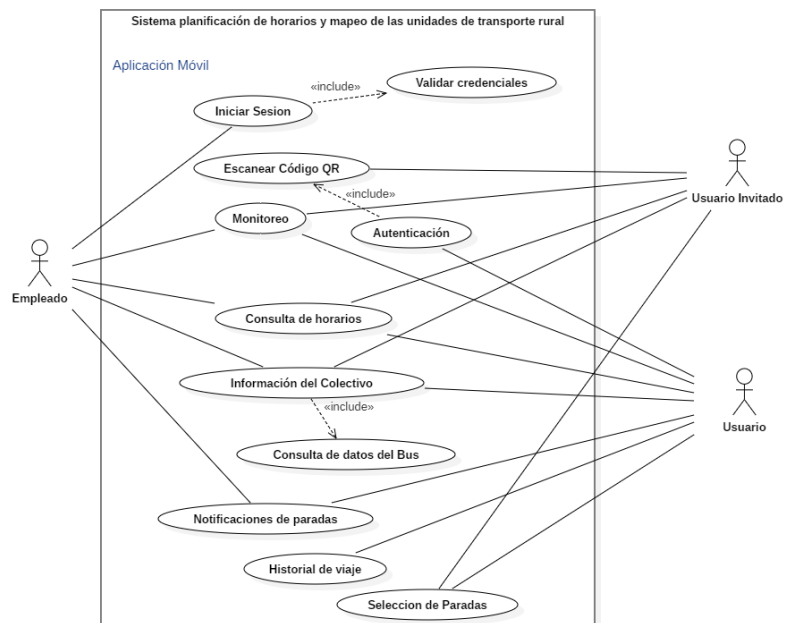 Sistema planificación de horarios y mapeo de las unidades de transporte rural
Aplicación Móvil
«include»
Validar credenciales
Iniciar Sesion
Escanear Código QR
«include»
Usuario Invitado
Monitoreo
Autenticación
Empleado
Consulta de horarios
Información del Colectivo
«include»
Usuario
Consulta de datos del Bus
Notificaciones de paradas
Historial de viaje
Seleccion de Paradas